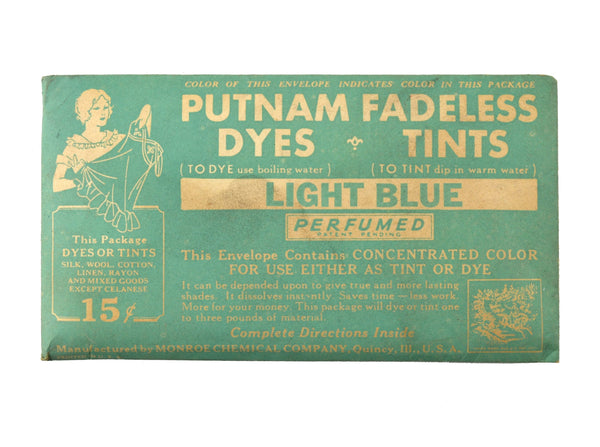 COLOR OF THIS ENVELOPE INDICATES COLOR IN THIS PACKAGE
PUTNAM FADELESS
DYES TINTS
(TO DYE use boiling water) (TO TINT dip in warm water)
LIGHT BLUE
PERFUMED
PATENT PENDING
This Envelope Contains CONCENTRATED COLOR
FOR USE EITHER AS TINT OR DYE
It can be depended upon to give true and more lasting
shades. It dissolves instantly. Saves time — less work.
More for your money. This package will dye or tint one
to three pounds of material.
Complete Directions Inside
This Package
DYES OR TINTS
SILK, WOOL, COTTON,
LINEN, RAYON
AND MIXED GOODS
EXCEPT CELANESE
15¢
Manufactured by MONROE CHEMICAL COMPANY, Quincy, Ill., U.S.A.